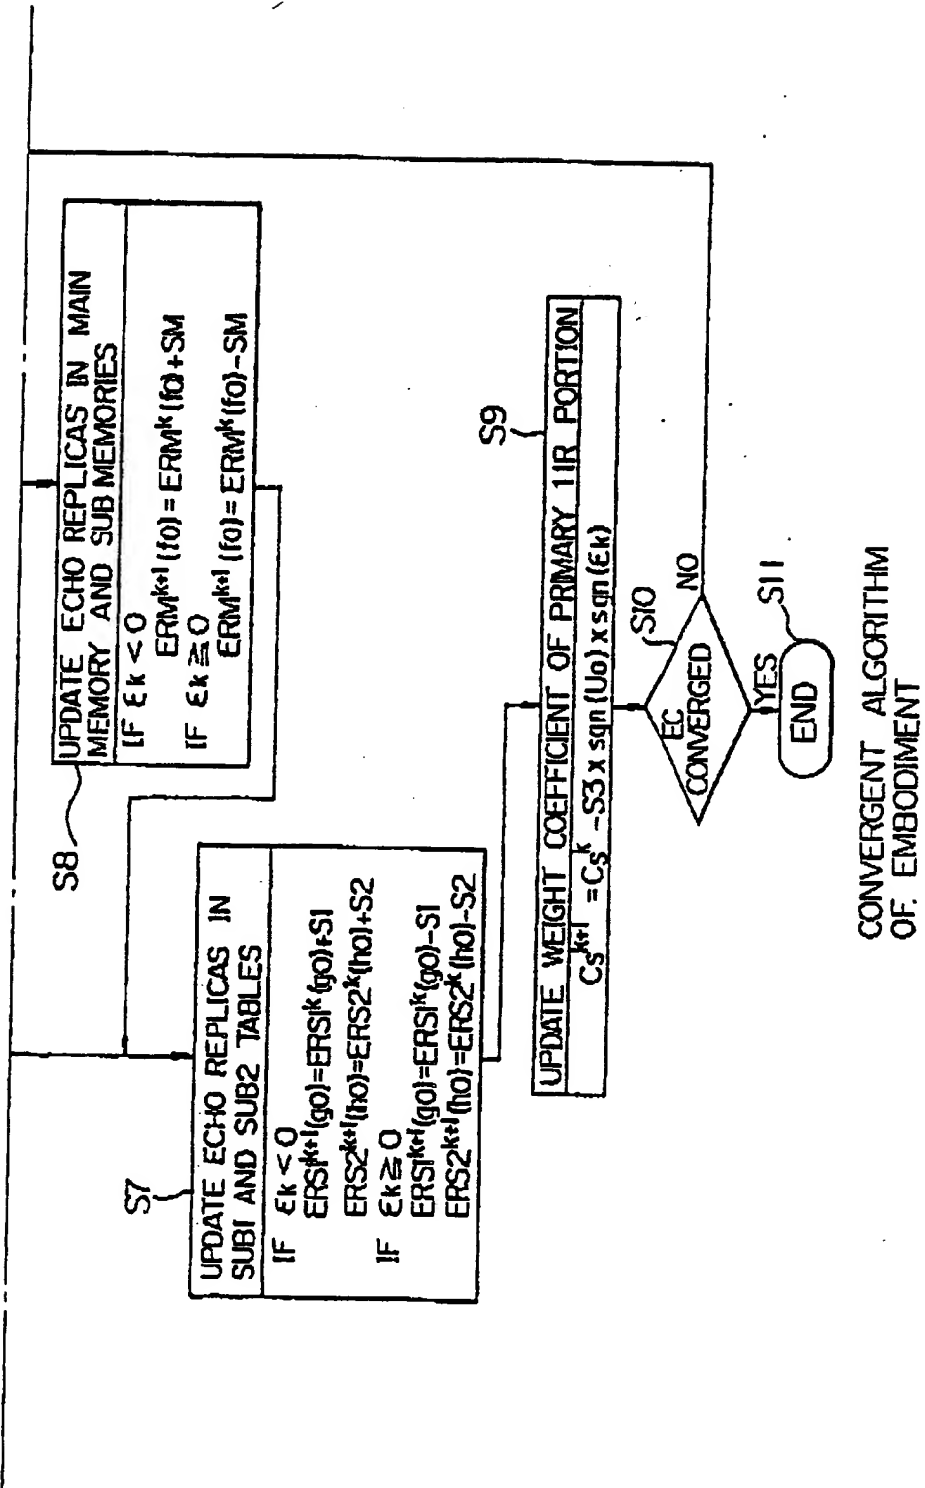 S8
UPDATE ECHO REPLICAS IN MAIN
MEMORY AND SUB MEMORIES
IF εk < 0
ERM^k+1 (f0) = ERM^k (f0)+SM
IF εk ≧ 0
ERM^k+1 (f0) = ERM^k (f0)-SM
S7
UPDATE ECHO REPLICAS IN
SUB1 AND SUB2 TABLES
IF εk < 0
ERS1^k+1(g0)=ERS1^k(g0)+S1
ERS2^k+1(h0)=ERS2^k(h0)+S2
IF εk ≧ 0
ERS1^k+1(g0)=ERS1^k(g0)-S1
ERS2^k+1(h0)=ERS2^k(h0)-S2
S9
UPDATE WEIGHT COEFFICIENT OF PRIMARY 1IR PORTION
Cs^k+1 = Cs^k -S3 x sqn (Uo) x sqn (εk)
S10
EC
CONVERGED
NO
YES
S11
END
CONVERGENT ALGORITHM
OF. EMBODIMENT